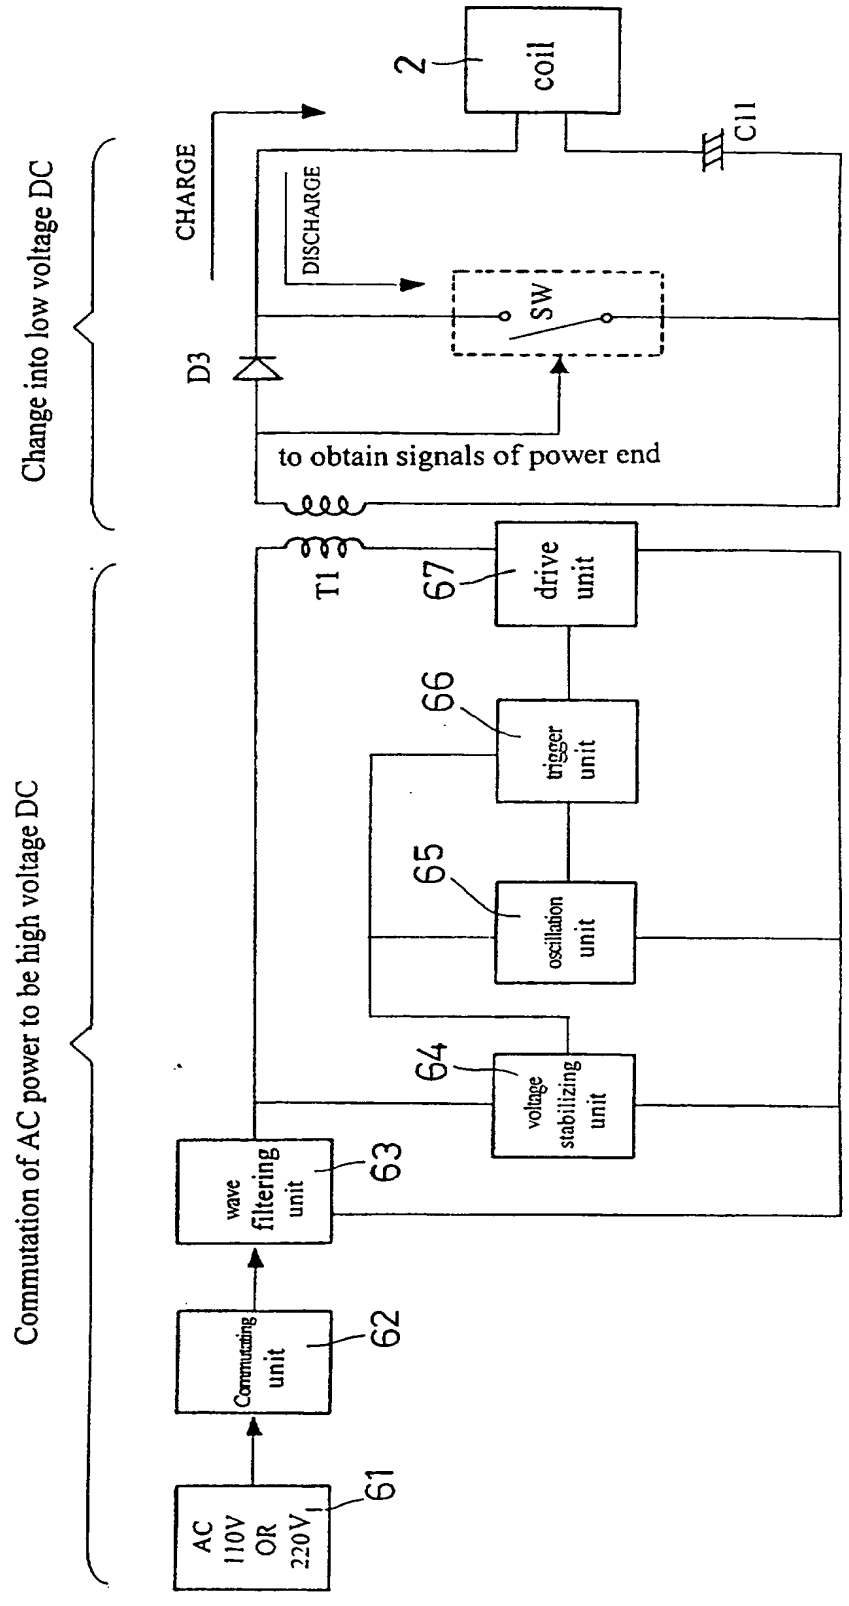 Commutation of AC power to be high voltage DC
Change into low voltage DC
AC
110V
OR
220V
61
Commutating
unit
62
wave
filtering
unit
63
voltage
stabilizing
unit
64
oscillation
unit
65
trigger
unit
66
drive
unit
67
T1
to obtain signals of power end
D3
CHARGE
DISCHARGE
SW
coil
2
C11